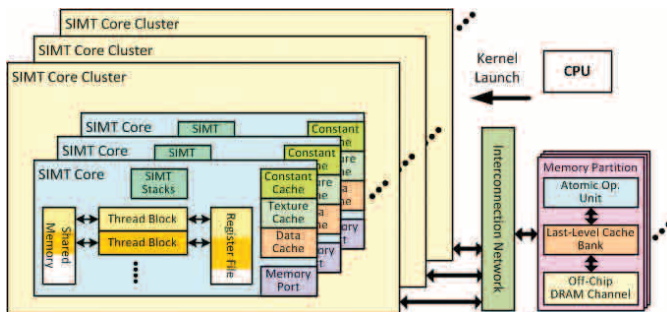 SIMT Core Cluster
SIMT Core Cluster
SIMT Core Cluster
SIMT Core
SIMT
Constant
SIMT Core
SIMT
Constant
SIMT Core
SIMT
Stacks
Constant
Cache
Texture
Cache
Data
Cache
Memory
Port
Shared
Memory
Thread Block
Thread Block
Register File
Kernel
Launch
CPU
Interconnection Network
Memory Partition
Atomic Op.
Unit
Last-Level Cache
Bank
Off-Chip
DRAM Channel